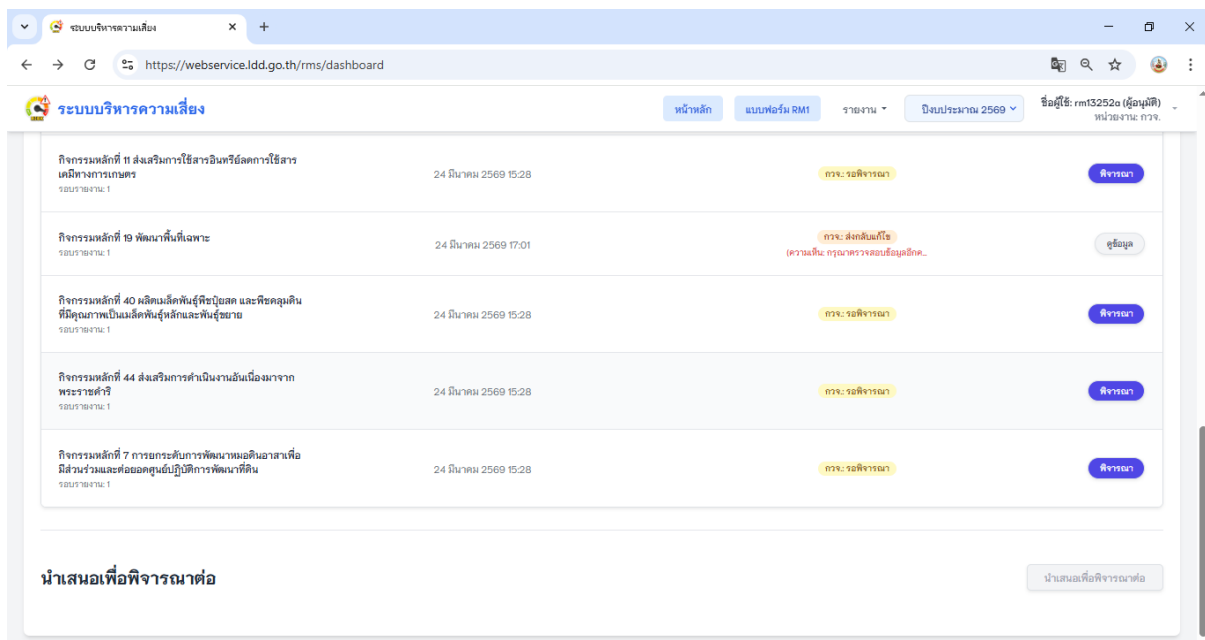 ระบบบริหารความเสี่ยง
https://webservice.ldd.go.th/rms/dashboard
ระบบบริหารความเสี่ยง
หน้าหลัก
แบบฟอร์ม RM1
รายงาน
ปีงบประมาณ 2569
ชื่อผู้ใช้: rm13252a (ผู้อนุมัติ)
หน่วยงาน: กวจ.
กิจกรรมหลักที่ 11 ส่งเสริมการใช้สารอินทรีย์ลดการใช้สาร
เคมีทางการเกษตร
รอบรายงาน: 1
24 มีนาคม 2569 15:28
กวจ.: รอพิจารณา
พิจารณา
กิจกรรมหลักที่ 19 พัฒนาพื้นที่เฉพาะ
รอบรายงาน: 1
24 มีนาคม 2569 17:01
กวจ.: ส่งกลับแก้ไข
(ความเห็น: กรุณาตรวจสอบข้อมูลอีกค...
ดูข้อมูล
กิจกรรมหลักที่ 40 ผลิตเมล็ดพันธุ์พืชปุ๋ยสด และพืชคลุมดิน
ที่มีคุณภาพเป็นเมล็ดพันธุ์หลักและพันธุ์ขยาย
รอบรายงาน: 1
24 มีนาคม 2569 15:28
กวจ.: รอพิจารณา
พิจารณา
กิจกรรมหลักที่ 44 ส่งเสริมการดำเนินงานอันเนื่องมาจาก
พระราชดำริ
รอบรายงาน: 1
24 มีนาคม 2569 15:28
กวจ.: รอพิจารณา
พิจารณา
กิจกรรมหลักที่ 7 การยกระดับการพัฒนาหมอดินอาสาเพื่อ
มีส่วนร่วมและต่อยอดศูนย์ปฏิบัติการพัฒนาที่ดิน
รอบรายงาน: 1
24 มีนาคม 2569 15:28
กวจ.: รอพิจารณา
พิจารณา
นำเสนอเพื่อพิจารณาต่อ
นำเสนอเพื่อพิจารณาต่อ